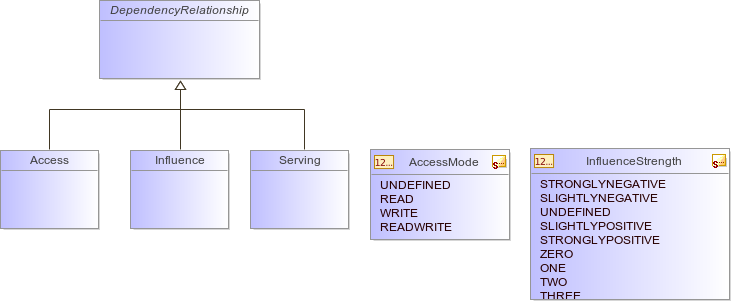 DependencyRelationship
Access
Influence
Serving
12...
AccessMode
S
UNDEFINED
READ
WRITE
READWRITE
12...
InfluenceStrength
S
STRONGLYNEGATIVE
SLIGHTLYNEGATIVE
UNDEFINED
SLIGHTLYPOSITIVE
STRONGLYPOSITIVE
ZERO
ONE
TWO
THREE